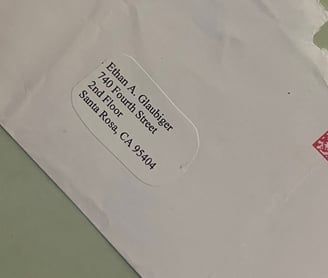 Ethan A. Glaubiger
740 Fourth Street
2nd Floor
Santa Rosa, CA 95404